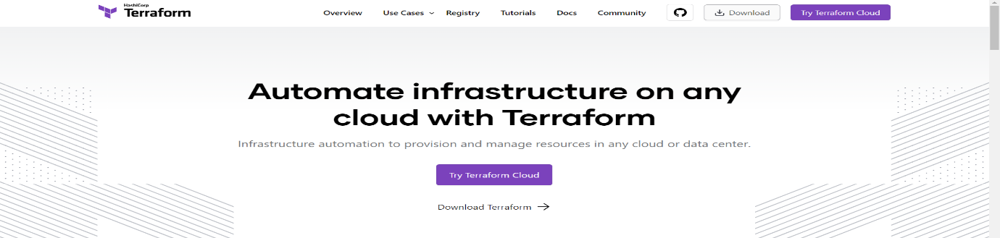 HashiCorp
Terraform
Overview
Use Cases
Registry
Tutorials
Docs
Community
Download
Try Terraform Cloud
Automate infrastructure on any
cloud with Terraform
Infrastructure automation to provision and manage resources in any cloud or data center.
Try Terraform Cloud
Download Terraform